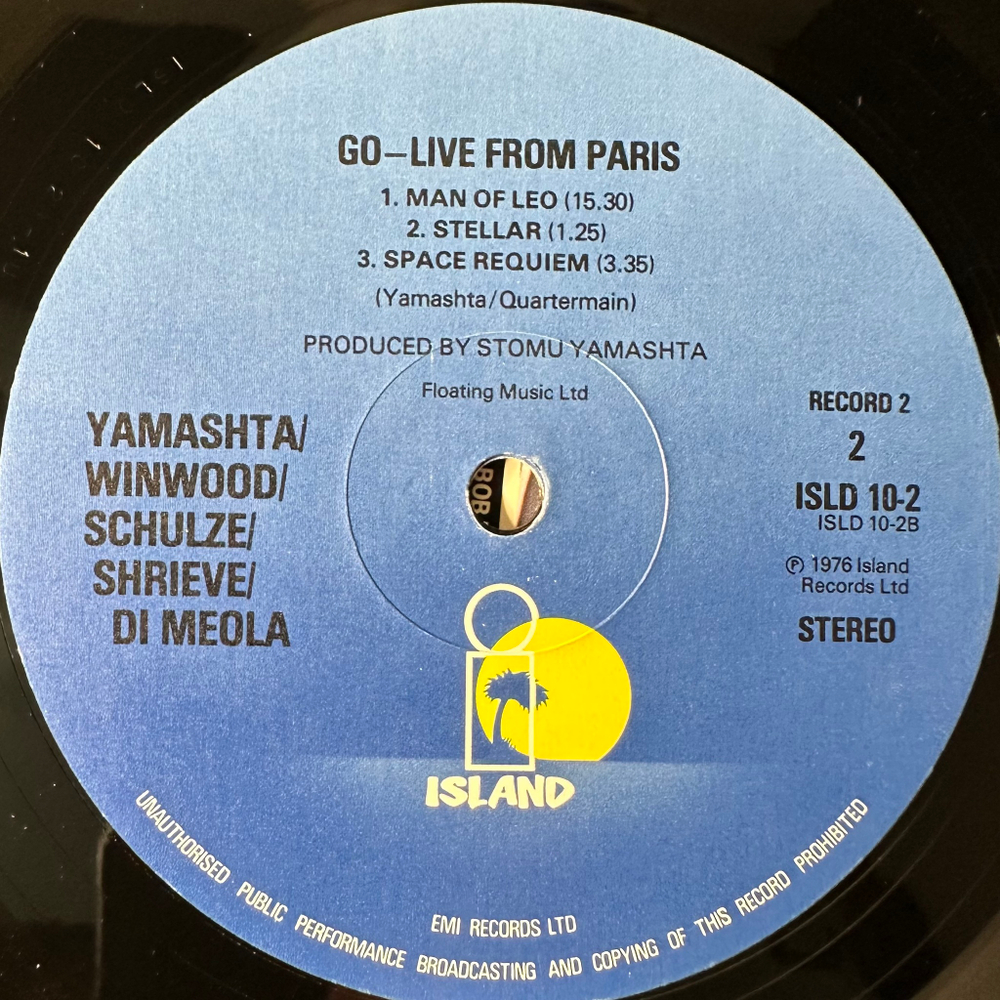 GO–LIVE FROM PARIS
1. MAN OF LEO (15.30)
2. STELLAR (1.25)
3. SPACE REQUIEM (3.35)
(Yamashta/Quartermain)
PRODUCED BY STOMU YAMASHTA
Floating Music Ltd
YAMASHTA/
WINWOOD/
SCHULZE/
SHRIEVE/
DI MEOLA
RECORD 2
2
ISLD 10-2
ISLD 10-2B
℗ 1976 Island
Records Ltd
STEREO
BOB
ISLAND
EMI RECORDS LTD
UNAUTHORISED PUBLIC PERFORMANCE BROADCASTING AND COPYING OF THIS RECORD PROHIBITED